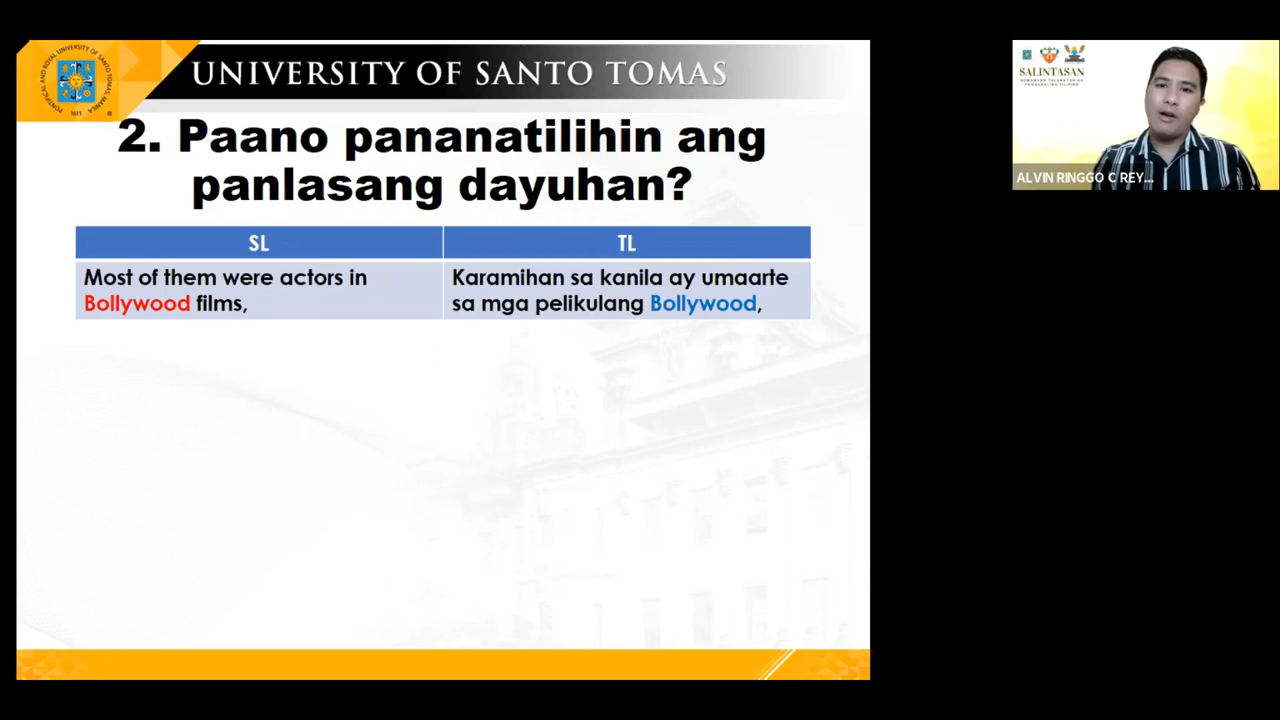 UNIVERSITY OF SANTO TOMAS
2. Paano pananatilihin ang
panlasang dayuhan?
SL
TL
Most of them were actors in
Bollywood films,
Karamihan sa kanila ay umaarte
sa mga pelikulang Bollywood,
SALINTASAN
ALVIN RINGGO C REY...